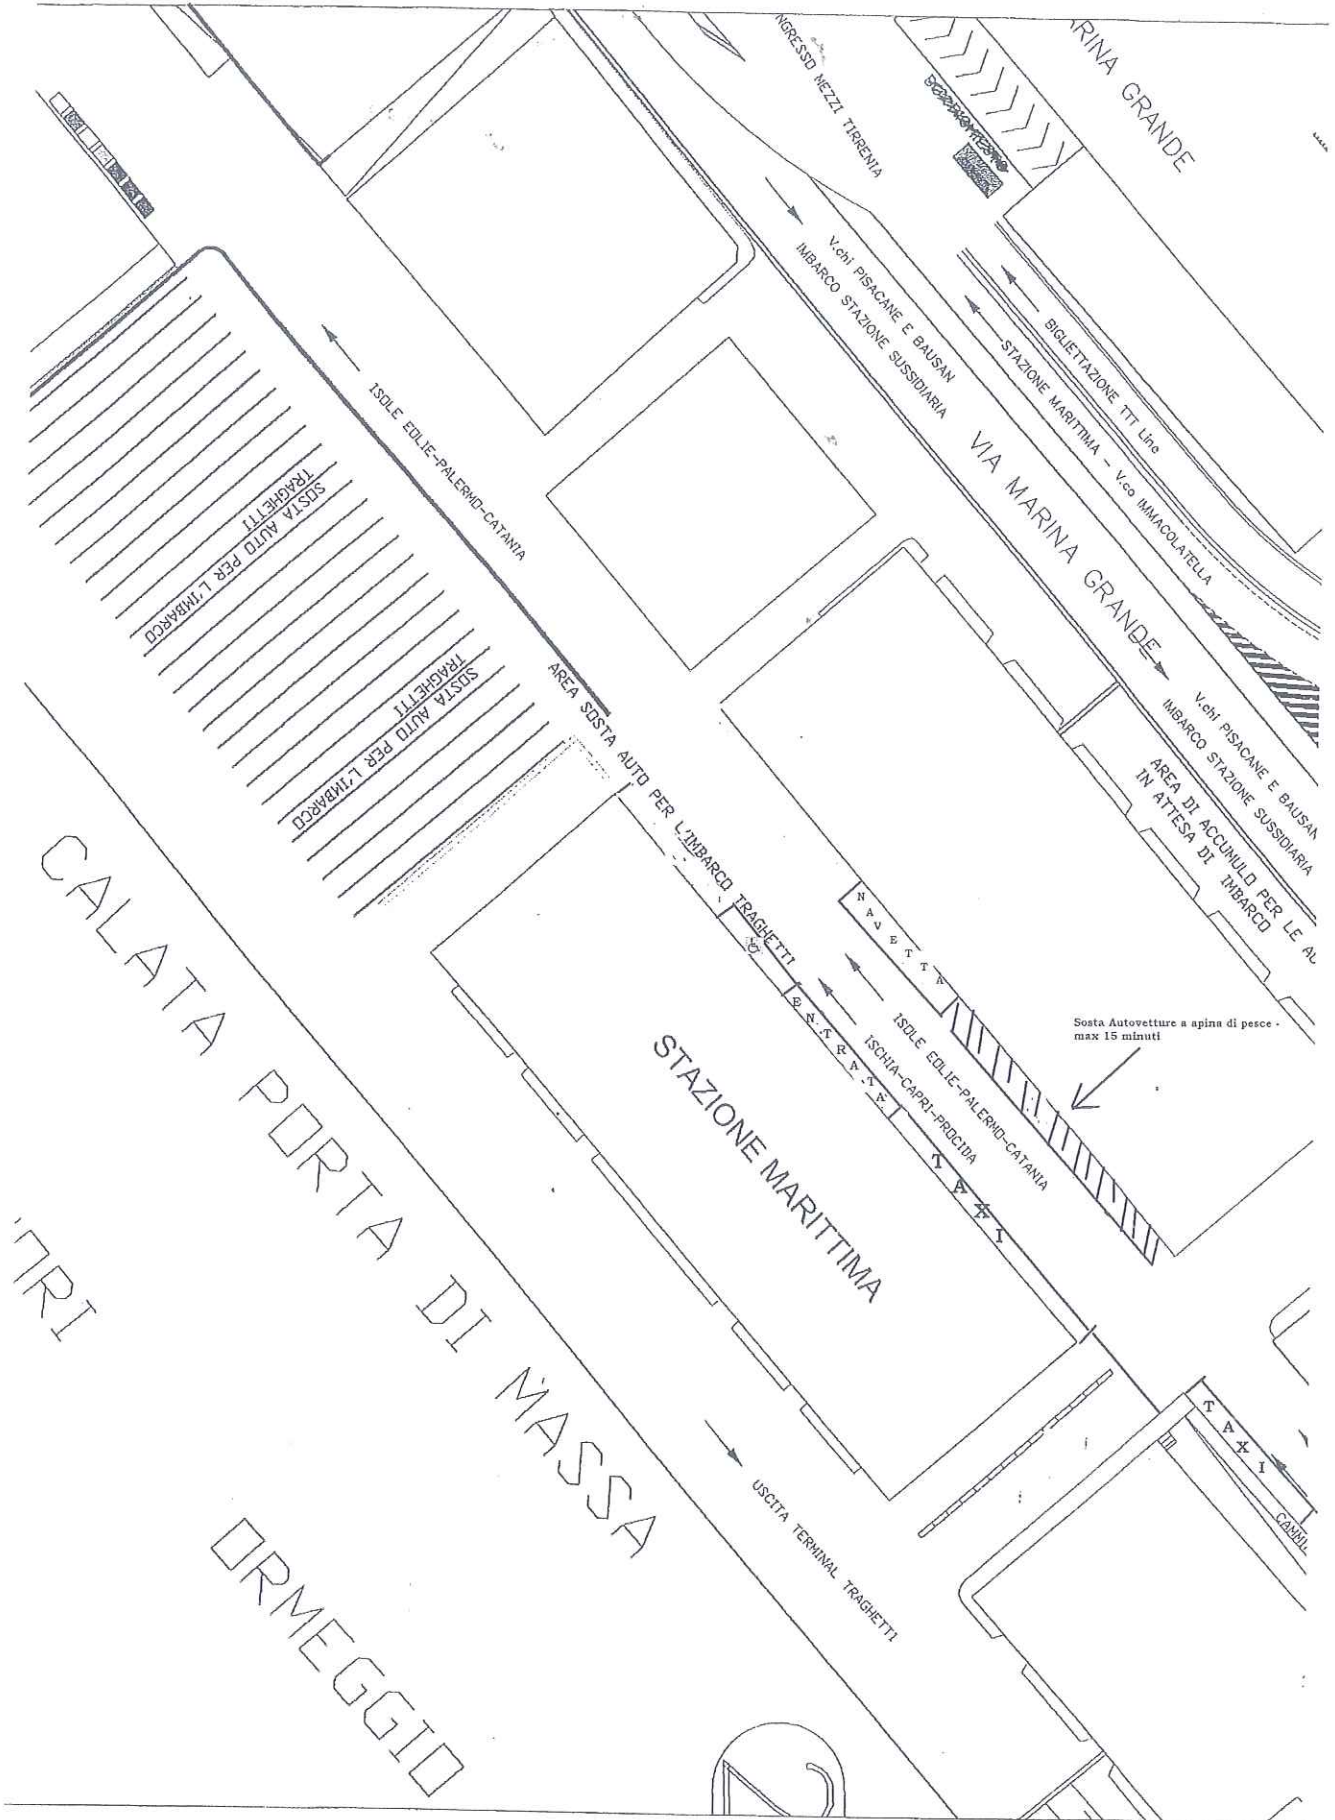 INGRESSO MEZZI TIRRENIA
MARINA GRANDE
V.chi PISACANE E BAUSAN
IMBARCO STAZIONE SUSSIDIARIA
BIGLIETTAZIONE TTT Line
STAZIONE MARITTIMA - V.co IMMACOLATELLA
VIA MARINA GRANDE
ISOLE EOLIE-PALERMO-CATANIA
SOSTA AUTO PER L'IMBARCO
TRAGHETTI
SOSTA AUTO PER L'IMBARCO
TRAGHETTI
AREA SOSTA AUTO PER L'IMBARCO TRAGHETTI
V.chi PISACANE E BAUSAN
IMBARCO STAZIONE SUSSIDIARIA
AREA DI ACCUMULO PER LE AU
IN ATTESA DI IMBARCO
NAVETTA
ENTRATA
TAXI
ISOLE EOLIE-PALERMO-CATANIA
ISCHIA-CAPRI-PROCIDA
Sosta Autovetture a apina di pesce -
max 15 minuti
STAZIONE MARITTIMA
CALATA PORTA DI MASSA
ORI
ORMEGGIO
USCITA TERMINAL TRAGHETTI
TAXI